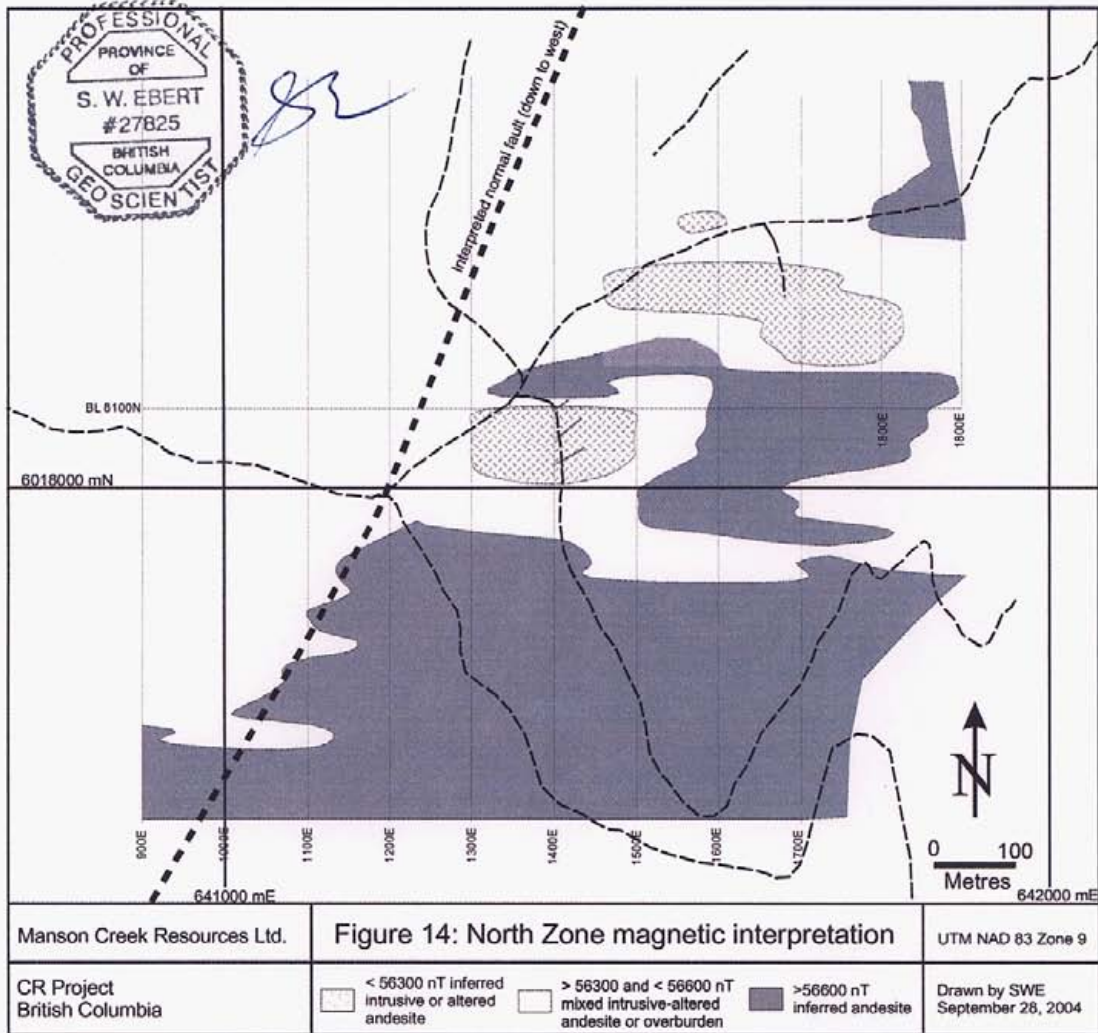 PROFESSIONAL
PROVINCE
OF
S. W. EBERT
#27825
BRITISH
COLUMBIA
GEOSCIENTIST
Interpreted normal fault (down to west)
BL 6100N
1800E
1800E
6018000 mN
N
0 100
Metres
900E
1000E
1100E
1200E
1300E
1400E
1500E
1600E
1700E
641000 mE
642000 mE
Manson Creek Resources Ltd.
Figure 14: North Zone magnetic interpretation
UTM NAD 83 Zone 9
CR Project
British Columbia
< 56300 nT inferred
intrusive or altered
andesite
> 56300 and < 56600 nT
mixed intrusive-altered
andesite or overburden
>56600 nT
inferred andesite
Drawn by SWE
September 28, 2004